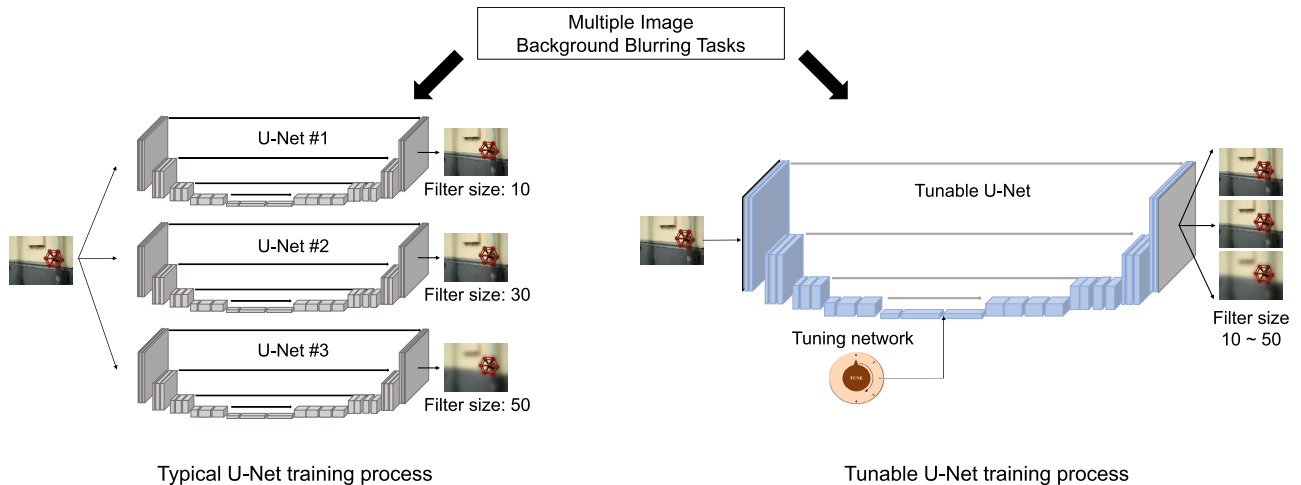 Multiple Image
Background Blurring Tasks
U-Net #1
Filter size: 10
U-Net #2
Filter size: 30
U-Net #3
Filter size: 50
Typical U-Net training process
Tunable U-Net
Tuning network
TUNE
Filter size
10 ~ 50
Tunable U-Net training process